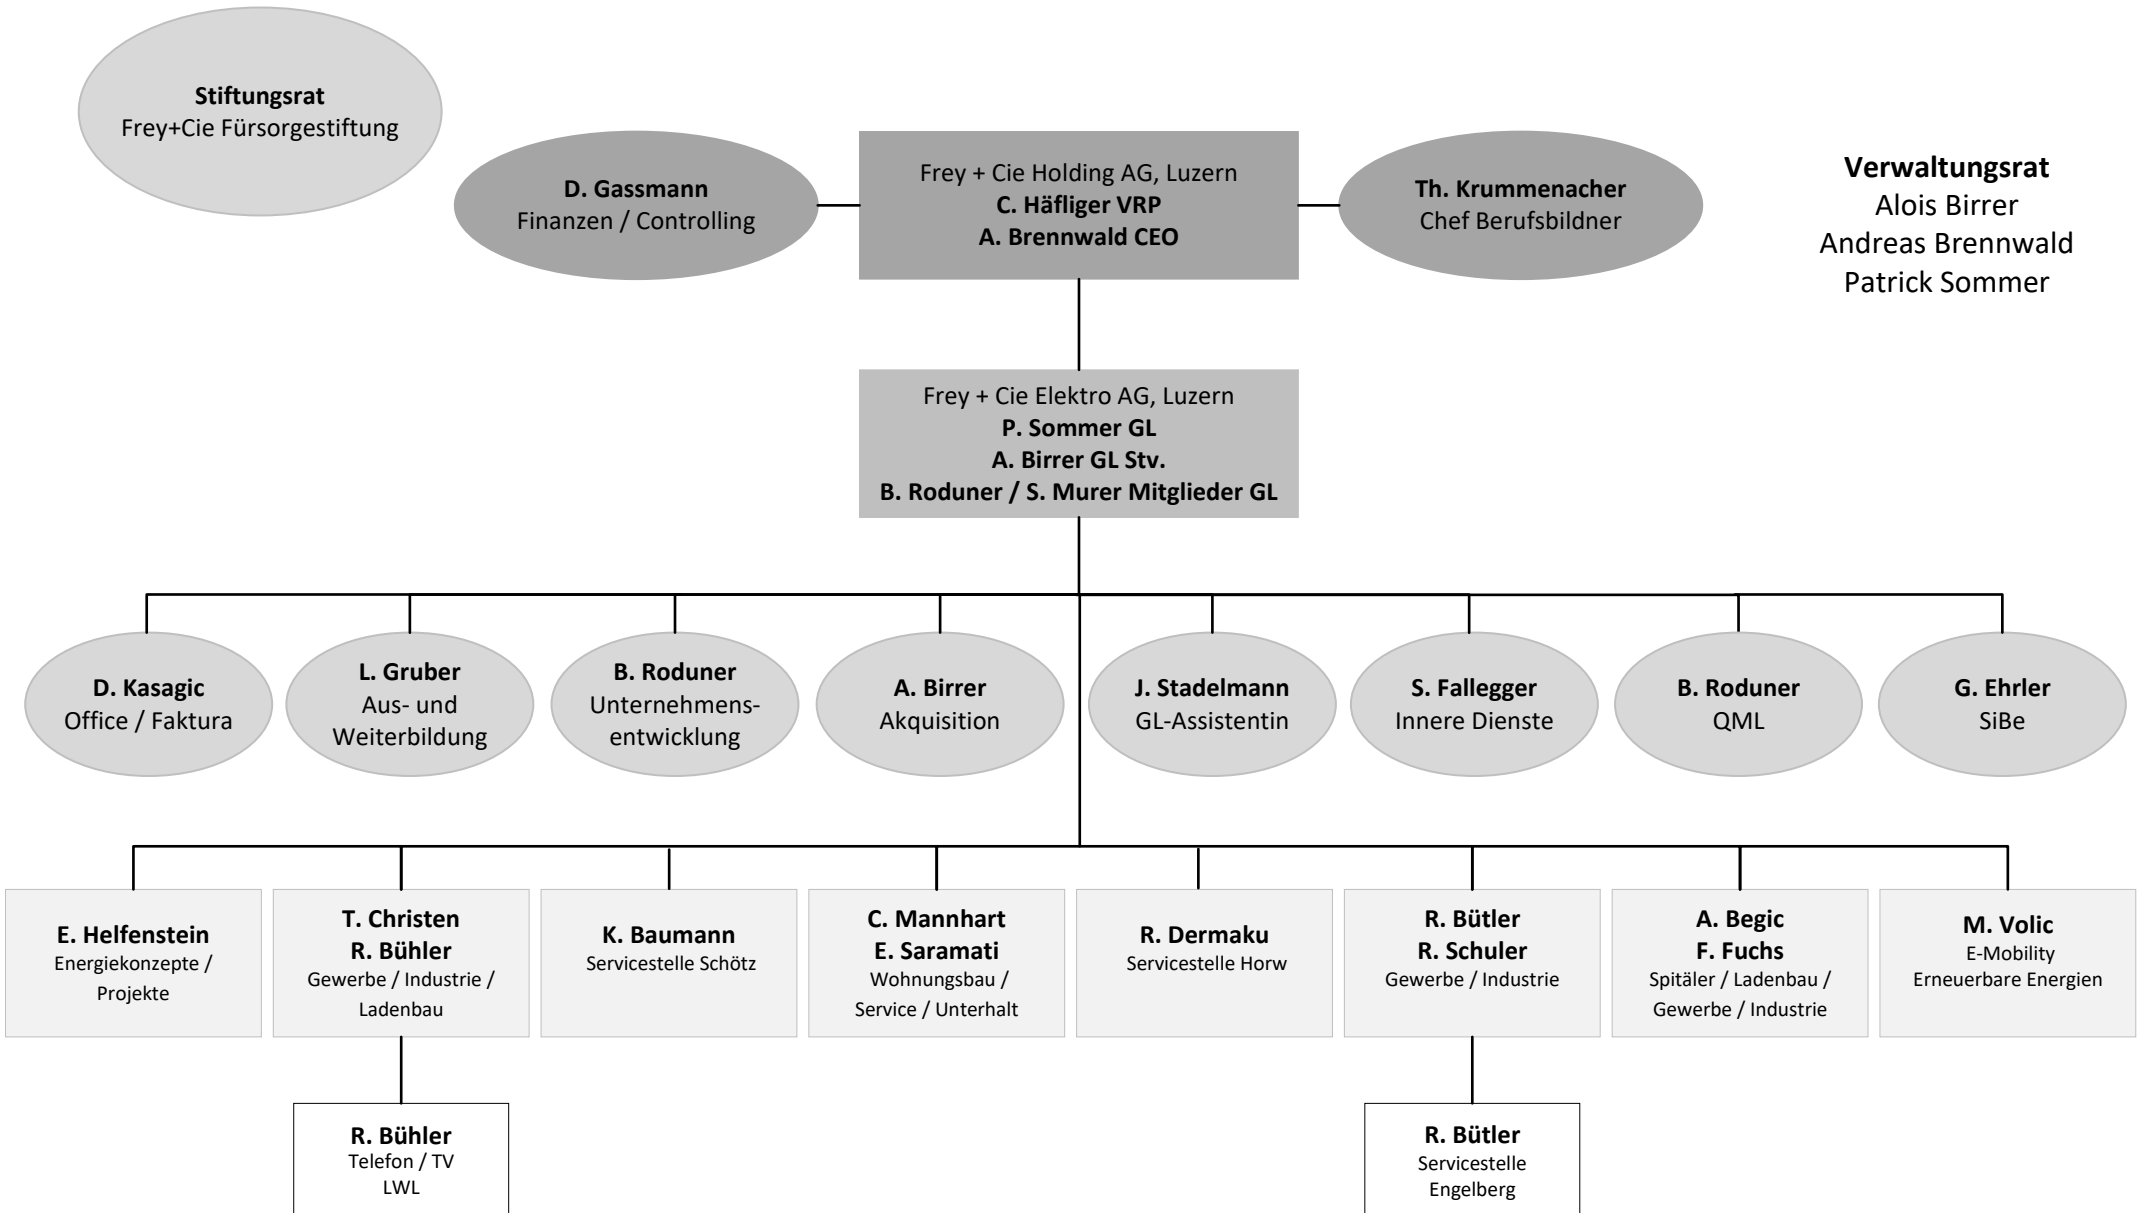 Stiftungsrat
Frey+Cie Fürsorgestiftung
D. Gassmann
Finanzen / Controlling
Frey + Cie Holding AG, Luzern
C. Häfliger VRP
A. Brennwald CEO
Th. Krummenacher
Chef Berufsbildner
Verwaltungsrat
Alois Birrer
Andreas Brennwald
Patrick Sommer
Frey + Cie Elektro AG, Luzern
P. Sommer GL
A. Birrer GL Stv.
B. Roduner / S. Murer Mitglieder GL
D. Kasagic
Office / Faktura
L. Gruber
Aus- und
Weiterbildung
B. Roduner
Unternehmens-
entwicklung
A. Birrer
Akquisition
J. Stadelmann
GL-Assistentin
S. Fallegger
Innere Dienste
B. Roduner
QML
G. Ehrler
SiBe
E. Helfenstein
Energiekonzepte /
Projekte
T. Christen
R. Bühler
Gewerbe / Industrie /
Ladenbau
K. Baumann
Servicestelle Schötz
C. Mannhart
E. Saramati
Wohnungsbau /
Service / Unterhalt
R. Dermaku
Servicestelle Horw
R. Bütler
R. Schuler
Gewerbe / Industrie
A. Begic
F. Fuchs
Spitäler / Ladenbau /
Gewerbe / Industrie
M. Volic
E-Mobility
Erneuerbare Energien
R. Bühler
Telefon / TV
LWL
R. Bütler
Servicestelle
Engelberg